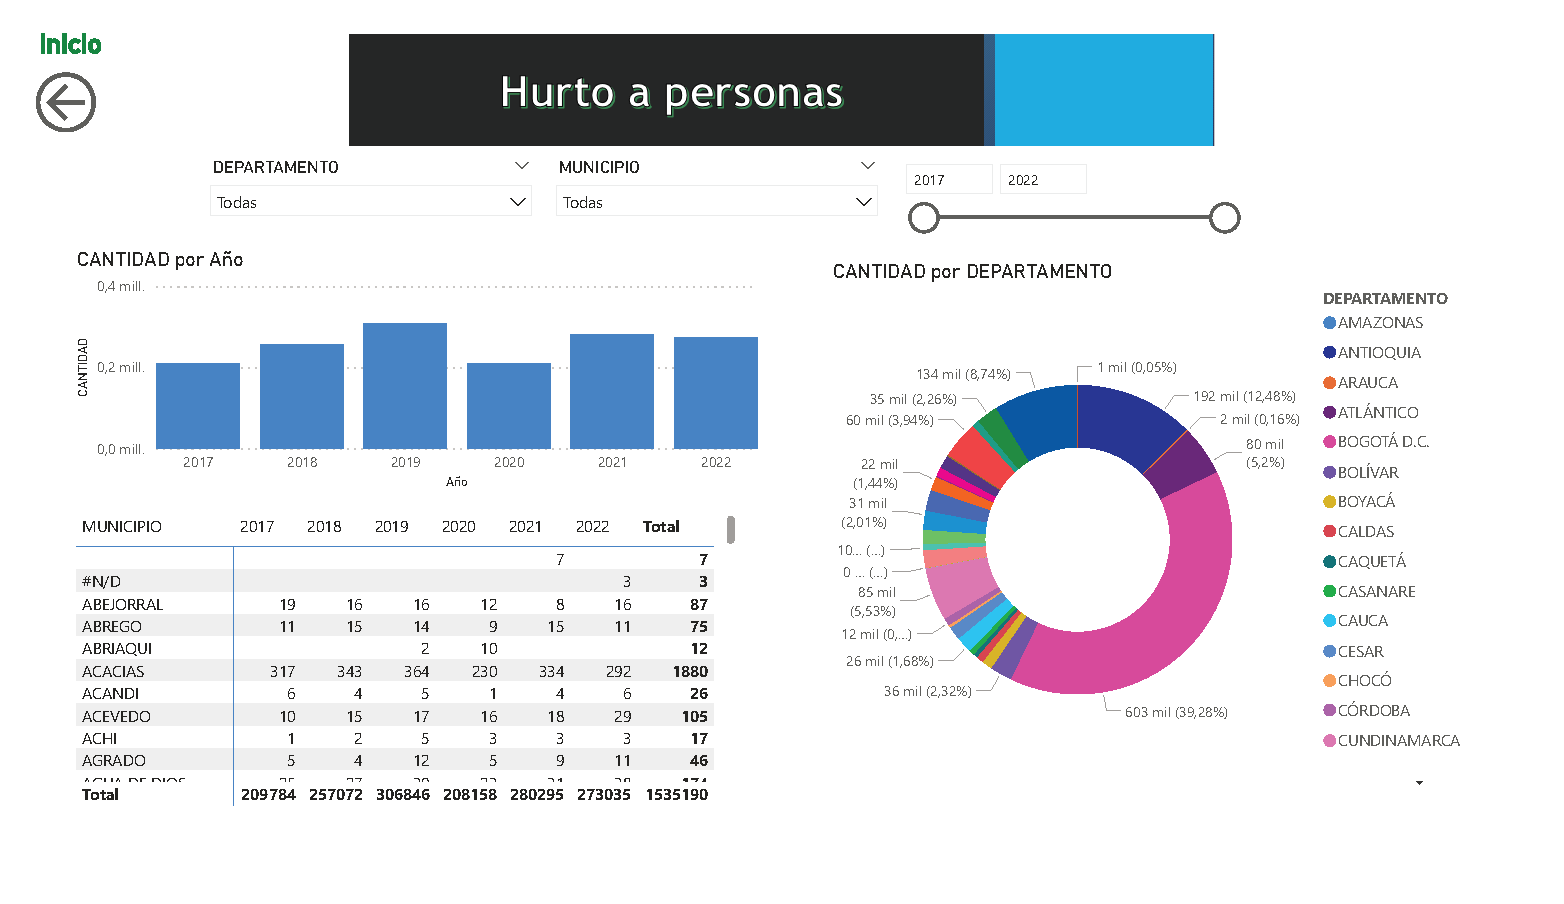 Inicio
Hurto a personas
DEPARTAMENTO
Todas
MUNICIPIO
Todas
2017 2022
CANTIDAD por Año
0,4 mill.
0,2 mill.
0,0 mill.
CANTIDAD
2017 2018 2019 2020 2021 2022
Año
MUNICIPIO 2017 2018 2019 2020 2021 2022 Total
7 7
#N/D 3 3
ABEJORRAL 19 16 16 12 8 16 87
ABREGO 11 15 14 9 15 11 75
ABRIAQUI 2 10 12
ACACIAS 317 343 364 230 334 292 1880
ACANDI 6 4 5 1 4 6 26
ACEVEDO 10 15 17 16 18 29 105
ACHI 1 2 5 3 3 3 17
AGRADO 5 4 12 5 9 11 46
Total 209784 257072 306846 208158 280295 273035 1535190
CANTIDAD por DEPARTAMENTO
1 mil (0,05%)
192 mil (12,48%)
2 mil (0,16%)
80 mil
(5,2%)
603 mil (39,28%)
36 mil (2,32%)
26 mil (1,68%)
12 mil (0,...)
85 mil
(5,53%)
0 ... (...)
10... (...)
31 mil
(2,01%)
22 mil
(1,44%)
60 mil (3,94%)
35 mil (2,26%)
134 mil (8,74%)
DEPARTAMENTO
AMAZONAS
ANTIOQUIA
ARAUCA
ATLÁNTICO
BOGOTÁ D.C.
BOLÍVAR
BOYACÁ
CALDAS
CAQUETÁ
CASANARE
CAUCA
CESAR
CHOCÓ
CÓRDOBA
CUNDINAMARCA